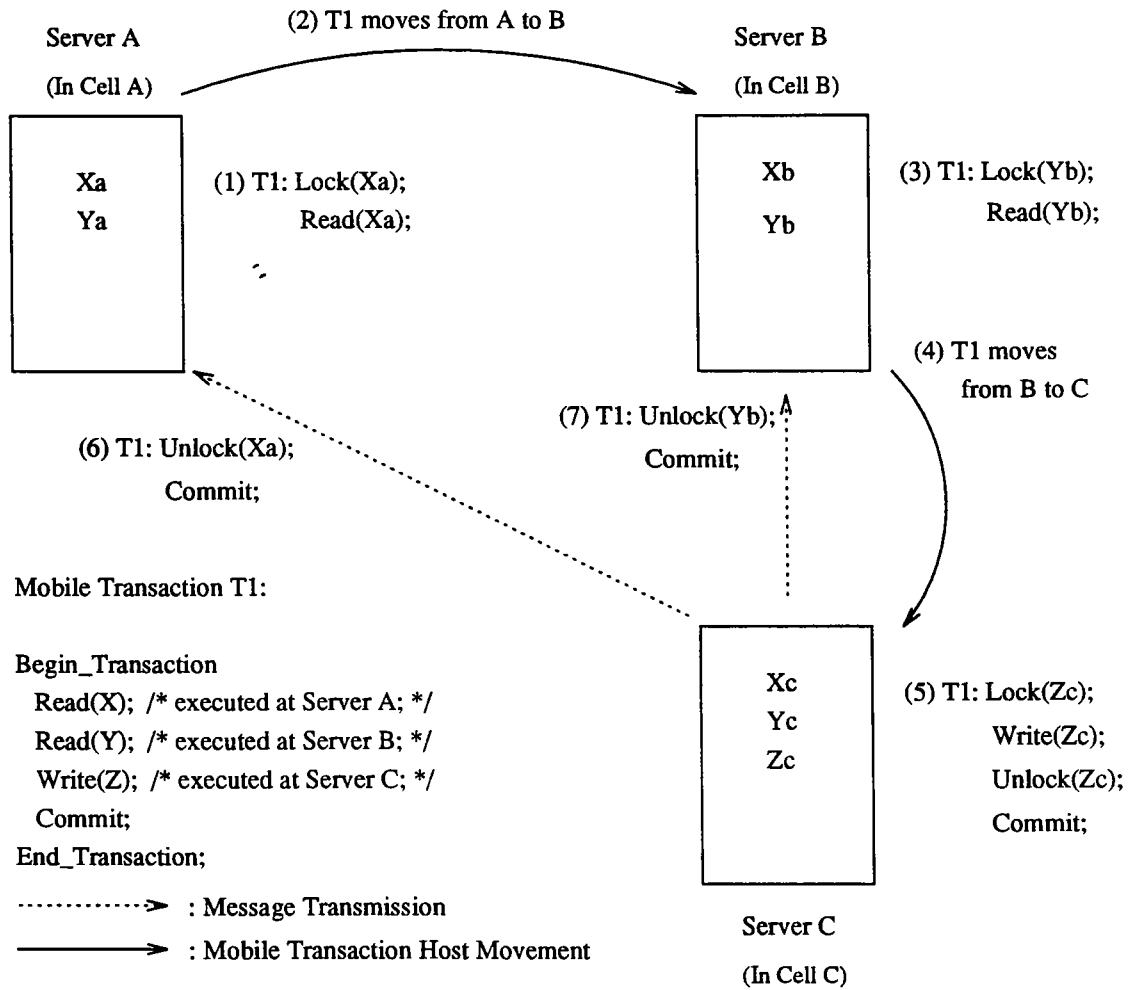 (2) T1 moves from A to B
Server A
(In Cell A)
Server B
(In Cell B)
Xa
Ya
(1) T1: Lock(Xa);
Read(Xa);
Xb
Yb
(3) T1: Lock(Yb);
Read(Yb);
(4) T1 moves
from B to C
(6) T1: Unlock(Xa);
Commit;
(7) T1: Unlock(Yb);
Commit;
Mobile Transaction T1:
Begin_Transaction
Read(X); /* executed at Server A; */
Read(Y); /* executed at Server B; */
Write(Z); /* executed at Server C; */
Commit;
End_Transaction;
Xc
Yc
Zc
(5) T1: Lock(Zc);
Write(Zc);
Unlock(Zc);
Commit;
: Message Transmission
: Mobile Transaction Host Movement
Server C
(In Cell C)